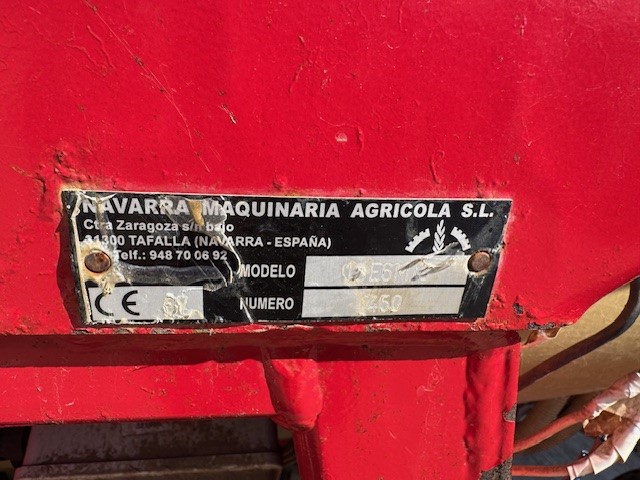 NAVARRA MAQUINARIA AGRICOLA S.L.
Ctra Zaragoza s/n bajo
31300 TAFALLA (NAVARRA - ESPAÑA)
Telf.: 948 70 06 92
MODELO
CE
NUMERO